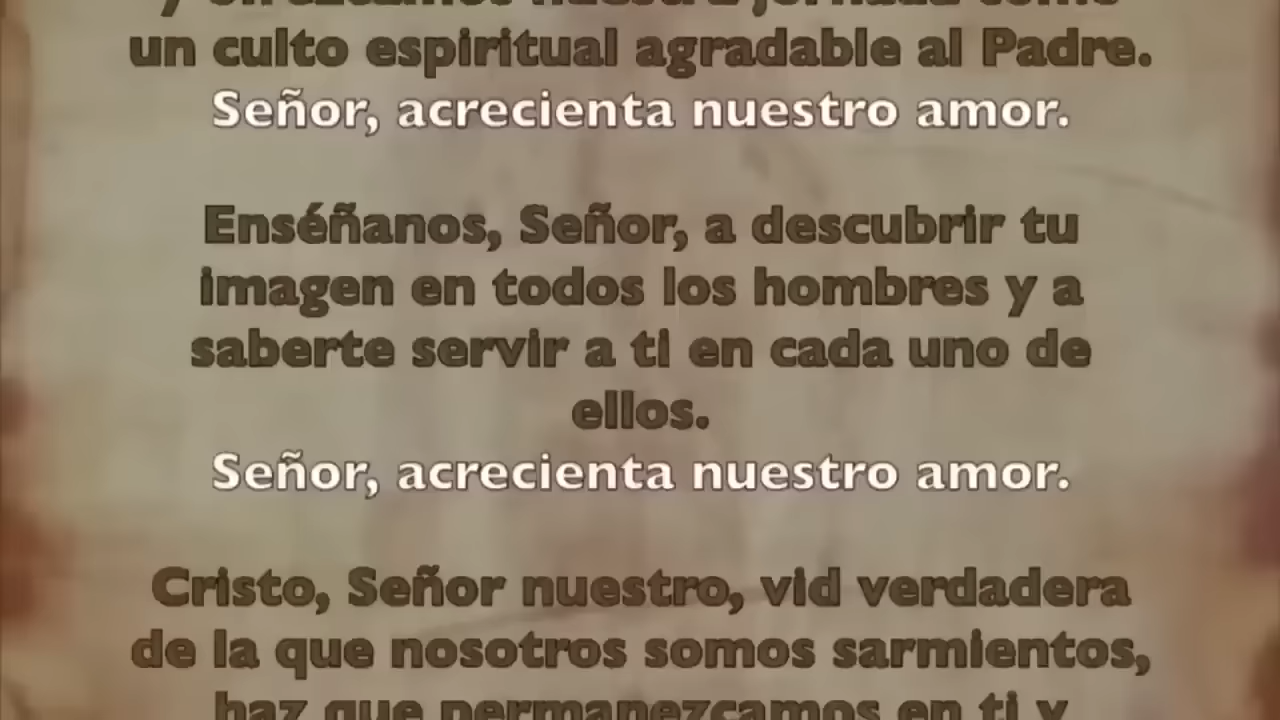 un culto espiritual agradable al Padre.
Señor, acrecienta nuestro amor.
Enséñanos, Señor, a descubrir tu
imagen en todos los hombres y a
saberte servir a ti en cada uno de
ellos.
Señor, acrecienta nuestro amor.
Cristo, Señor nuestro, vid verdadera
de la que nosotros somos sarmientos,
haz que permanezcamos en ti y